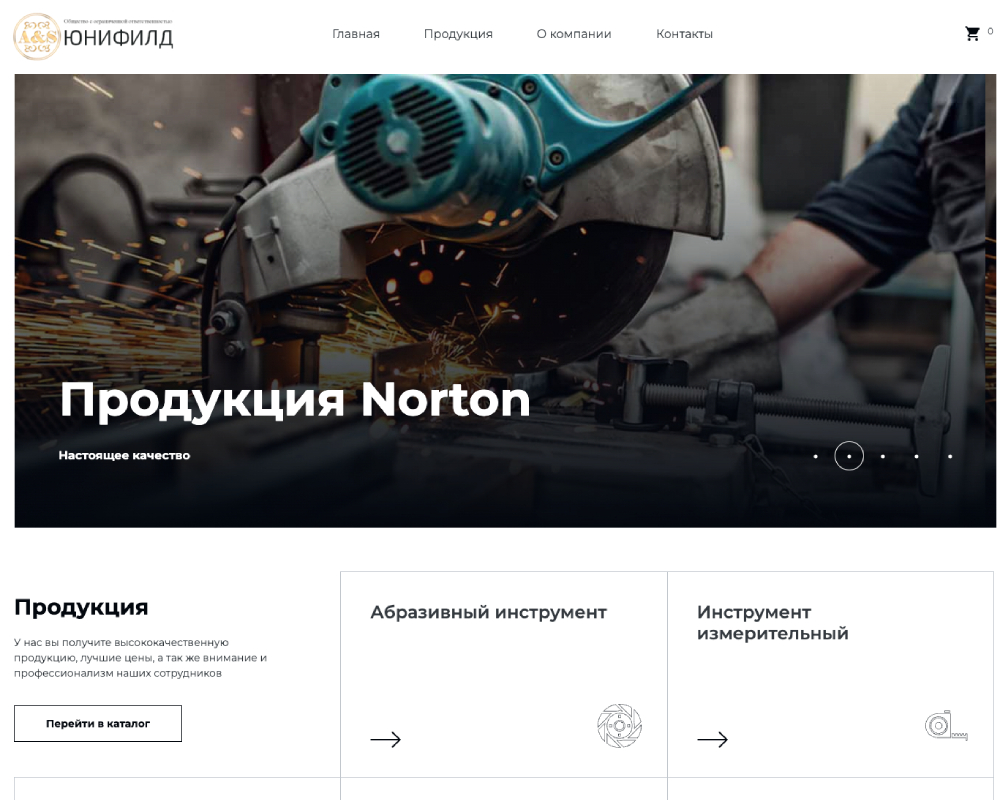 Общество с ограниченной ответственностью
A&S
ЮНИФИЛД
Главная
Продукция
О компании
Контакты
0
Продукция Norton
Настоящее качество
Продукция
У нас вы получите высококачественную
продукцию, лучшие цены, а так же внимание и
профессионализм наших сотрудников
Перейти в каталог
Абразивный инструмент
Инструмент
измерительный